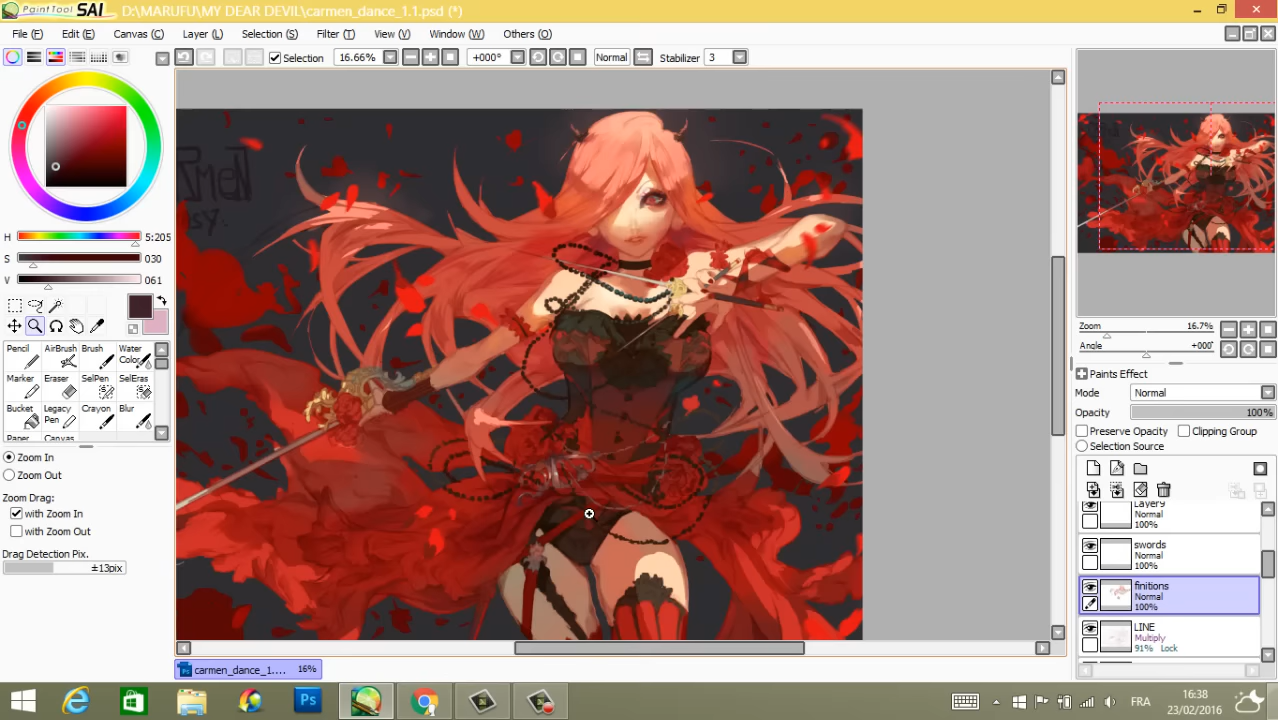 PaintTool SAI D:\MARUFU\MY DEAR DEVIL\carmen_dance_1.1.psd (*)
File (F) Edit (E) Canvas (C) Layer (L) Selection (S) Filter (T) View (V) Window (W) Others (O)
Selection 16.66% +000° Normal Stabilizer 3
H 5:205
S 030
V 061
Pencil AirBrush Brush Water Color
Marker Eraser SelPen SelEras
Bucket Legacy Pen Crayon Blur
Paper Canvas
Zoom In
Zoom Out
Zoom Drag:
with Zoom In
with Zoom Out
Drag Detection Pix.
±13pix
Zoom 16.7%
Angle +000°
Paints Effect
Mode Normal
Opacity 100%
Preserve Opacity Clipping Group
Selection Source
Layer9
Normal
100%
swords
Normal
100%
finitions
Normal
100%
LINE
Multiply
91% Lock
carmen_dance_1.... 16%
Ps
FRA
16:38
23/02/2016